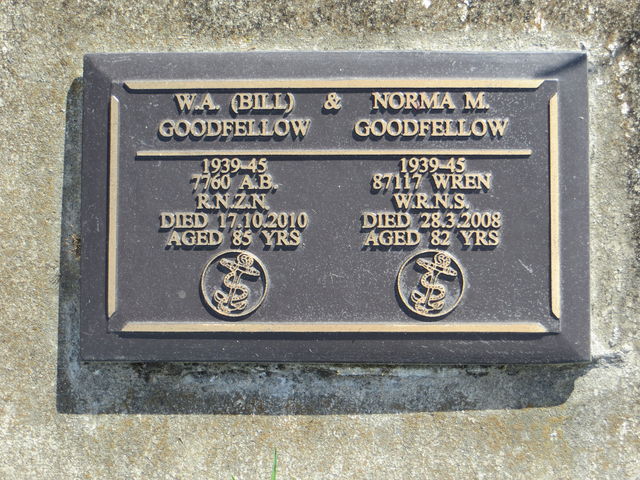 W.A. (BILL) & NORMA M.
GOODFELLOW GOODFELLOW
1939-45 1939-45
7760 A.B. 87117 WREN
R.N.Z.N. W.R.N.S.
DIED 17.10.2010 DIED 28.3.2008
AGED 85 YRS AGED 82 YRS